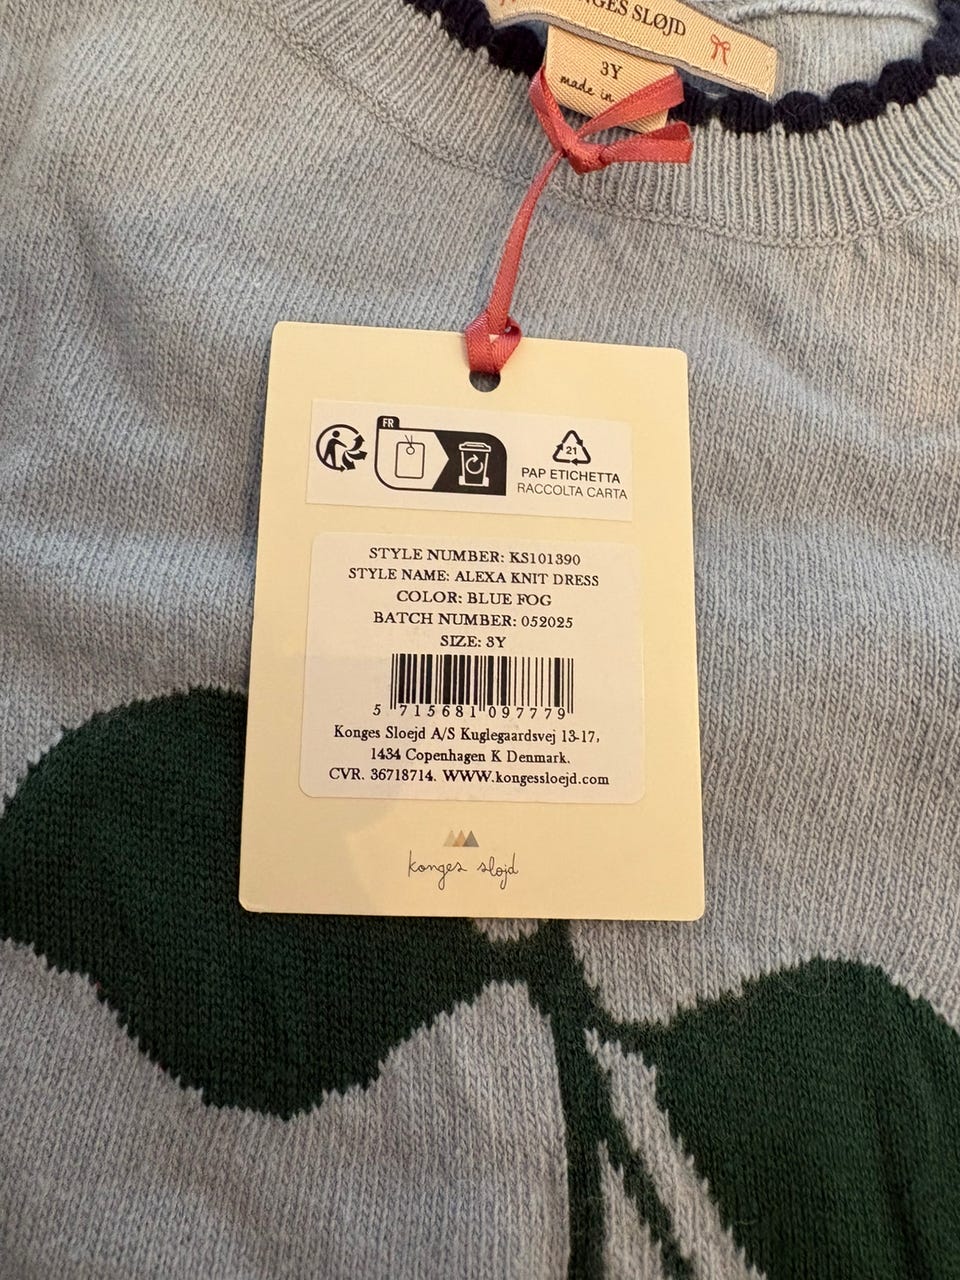 NGES SLØJD
3Y
made in
FR
21
PAP ETICHETTA
RACCOLTA CARTA
STYLE NUMBER: KS101390
STYLE NAME: ALEXA KNIT DRESS
COLOR: BLUE FOG
BATCH NUMBER: 052025
SIZE: 3Y
5 715681 097779
Konges Sloejd A/S Kuglegaardsvej 13-17,
1434 Copenhagen K Denmark.
CVR. 36718714. WWW.kongessloejd.com
konges sløjd